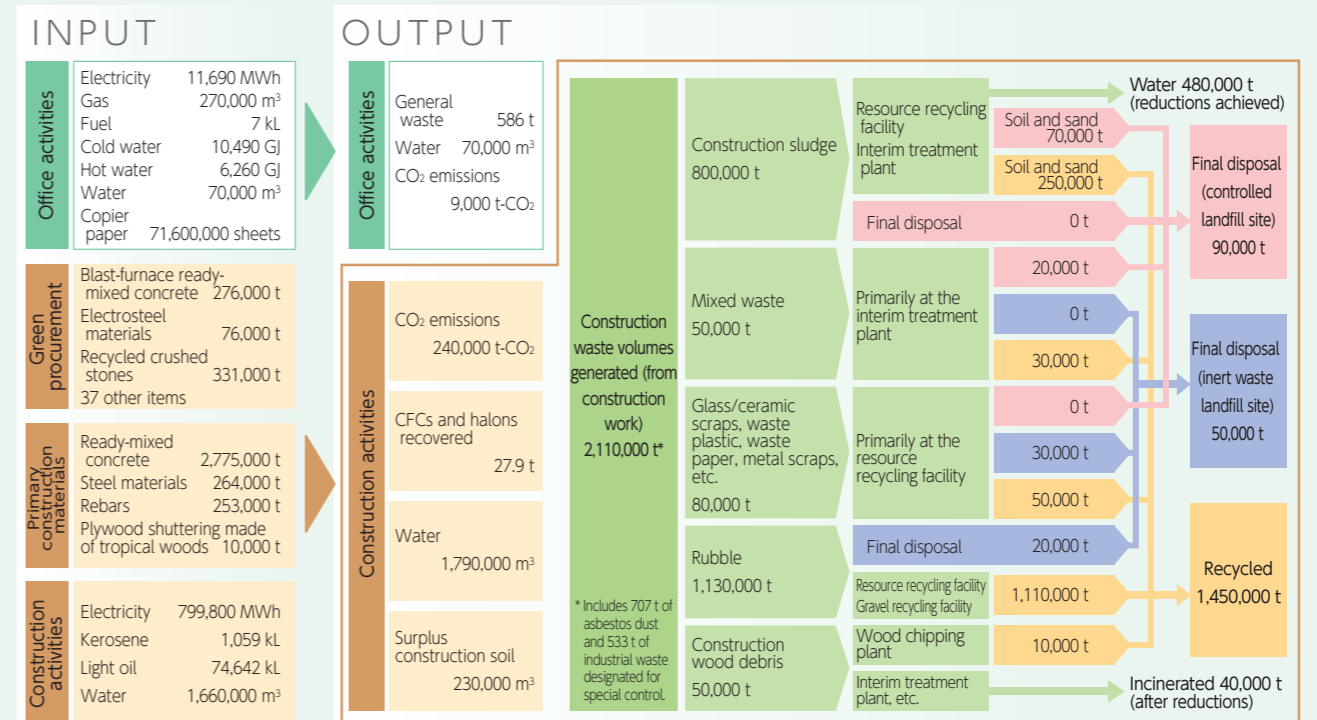 INPUT
Office activities
Electricity 11,690 MWh
Gas 270,000 m³
Fuel 7 kL
Cold water 10,490 GJ
Hot water 6,260 GJ
Water 70,000 m³
Copier
paper 71,600,000 sheets
Green
procurement
Blast-furnace ready-
mixed concrete 276,000 t
Electrosteel
materials 76,000 t
Recycled crushed
stones 331,000 t
37 other items
Primary
construction
materials
Ready-mixed
concrete 2,775,000 t
Steel materials 264,000 t
Rebars 253,000 t
Plywood shuttering made
of tropical woods 10,000 t
Construction
activities
Electricity 799,800 MWh
Kerosene 1,059 kL
Light oil 74,642 kL
Water 1,660,000 m³
OUTPUT
Office activities
General
waste 586 t
Water 70,000 m³
CO₂ emissions
9,000 t-CO₂
Construction activities
CO₂ emissions
240,000 t-CO₂
CFCs and halons
recovered
27.9 t
Water
1,790,000 m³
Surplus
construction soil
230,000 m³
Construction
waste volumes
generated (from
construction
work)
2,110,000 t*
* Includes 707 t of
asbestos dust
and 533 t of
industrial waste
designated for
special control.
Construction sludge
800,000 t
Resource recycling
facility
Interim treatment
plant
Water 480,000 t
(reductions achieved)
Soil and sand
70,000 t
Soil and sand
250,000 t
Final disposal 0 t
Mixed waste
50,000 t
Primarily at the
interim treatment
plant
20,000 t
0 t
30,000 t
Glass/ceramic
scraps, waste
plastic, waste
paper, metal scraps,
etc.
80,000 t
Primarily at the
resource
recycling facility
0 t
30,000 t
50,000 t
Rubble
1,130,000 t
Final disposal 20,000 t
Resource recycling facility
Gravel recycling facility
1,110,000 t
Construction
wood debris
50,000 t
Wood chipping
plant
10,000 t
Interim treatment
plant, etc.
Incinerated 40,000 t
(after reductions)
Final disposal
(controlled
landfill site)
90,000 t
Final disposal
(inert waste
landfill site)
50,000 t
Recycled
1,450,000 t